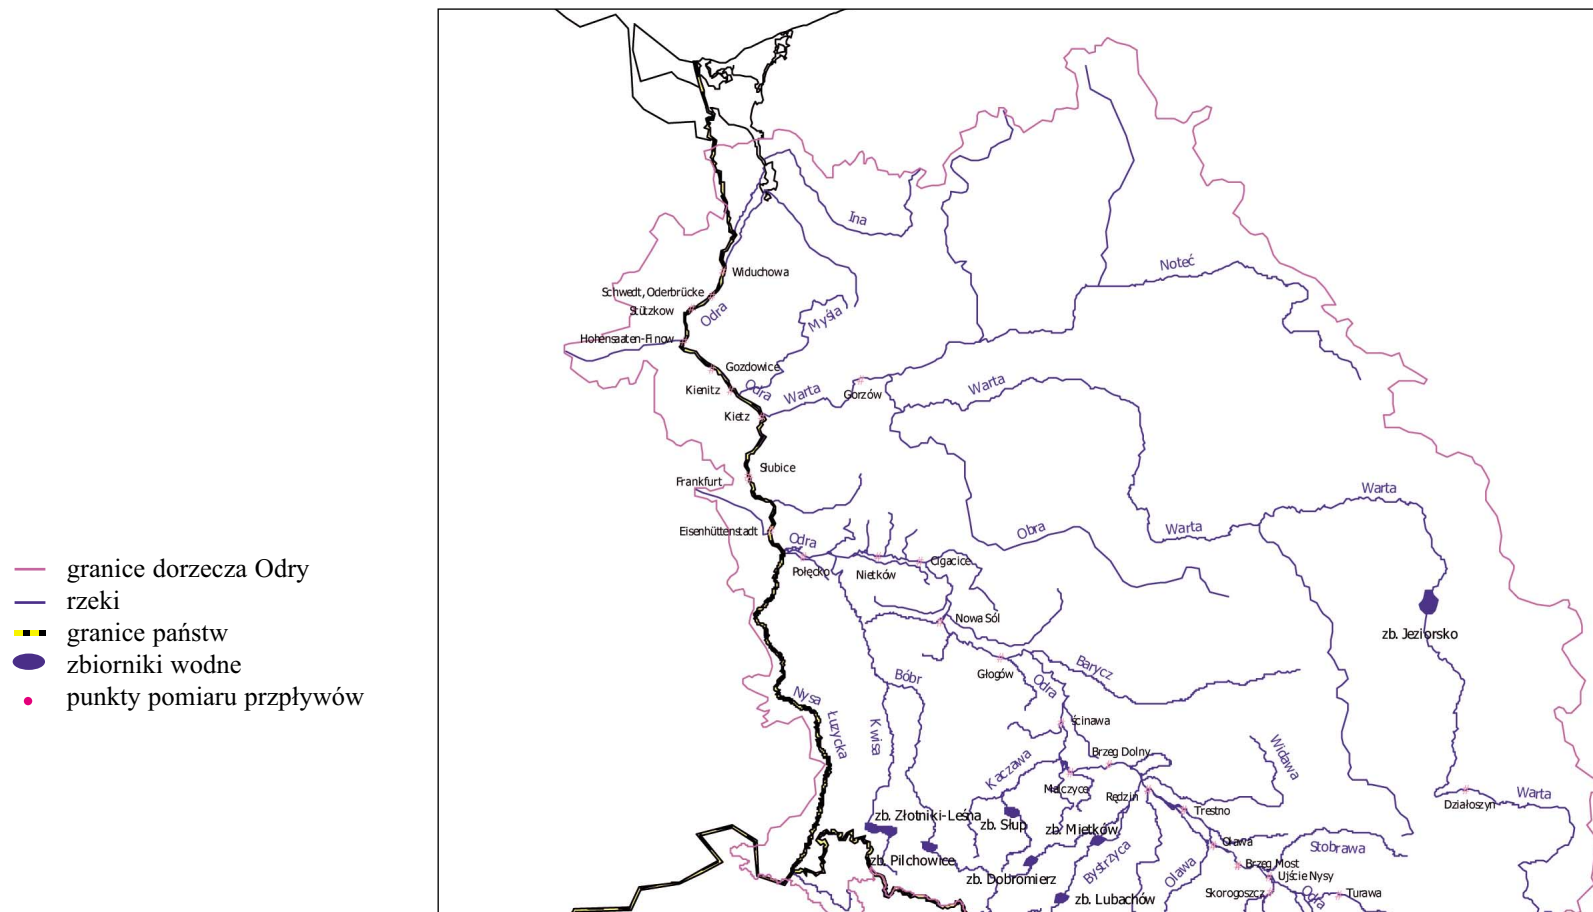 granice dorzecza Odry
rzeki
granice państw
zbiorniki wodne
punkty pomiaru przpływów
Ina
Noteć
Widuchowa
Schwedt, Oderbrücke
Stützkow
Odra
Myśla
Hohensaaten-Finow
Gozdowice
Kienitz
Odra
Warta
Gorzów
Warta
Kietz
Słubice
Frankfurt
Warta
Eisenhüttenstadt
Odra
Obra
Warta
Połęcko
Nietków
Cigacice
Nowa Sól
zb. Jeziorsko
Głogów
Odra
Barycz
Bóbr
Nysa
Łużycka
Kwisa
Ścinawa
Brzeg Dolny
Widawa
Kaczawa
Malczyce
Rędzin
Trestno
Działoszyn
Warta
zb. Złotniki-Leśna
zb. Słup
zb. Mietków
Oława
Stobrawa
zb. Pilchowice
Bystrzyca
Oława
Brzeg Most
Ujście Nysy
zb. Dobromierz
zb. Lubachów
Skorogoszcz
Odra
Turawa